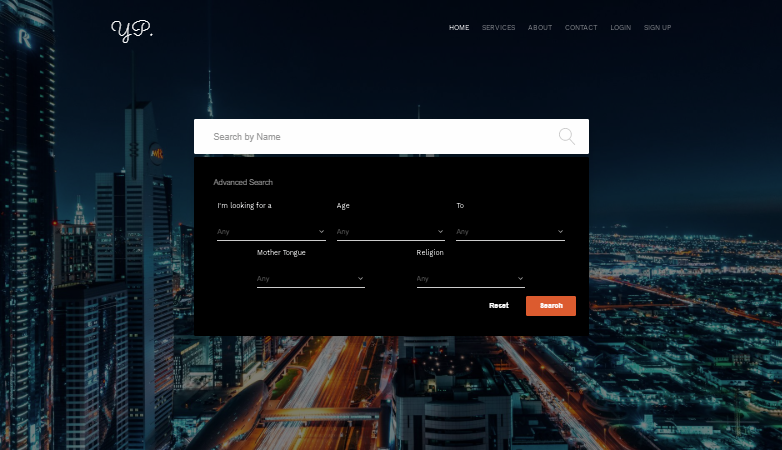 YP.
HOME SERVICES ABOUT CONTACT LOGIN SIGN UP
Search by Name
Advanced Search
I'm looking for a Age To
Any Any Any
Mother Tongue Religion
Any Any
Reset Search